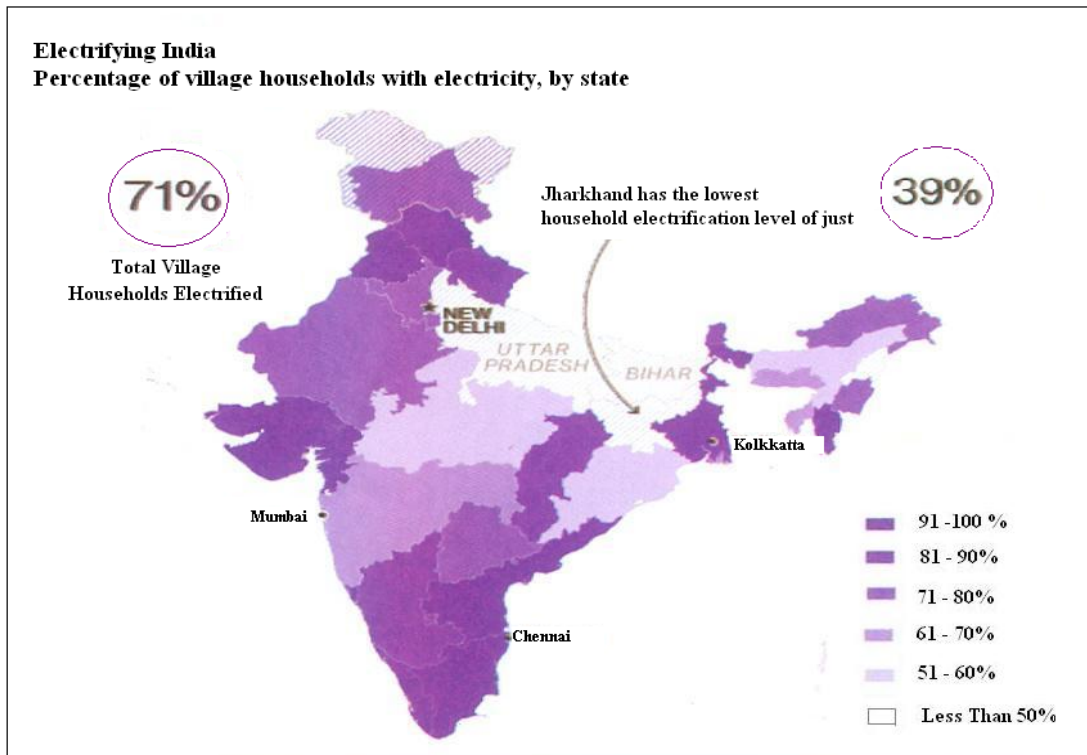 Electrifying India
Percentage of village households with electricity, by state
71%
Total Village
Households Electrified
Jharkhand has the lowest
household electrification level of just
39%
NEW
DELHI
UTTAR
PRADESH
BIHAR
Kolkkatta
Mumbai
Chennai
91 -100 %
81 - 90%
71 - 80%
61 - 70%
51 - 60%
Less Than 50%